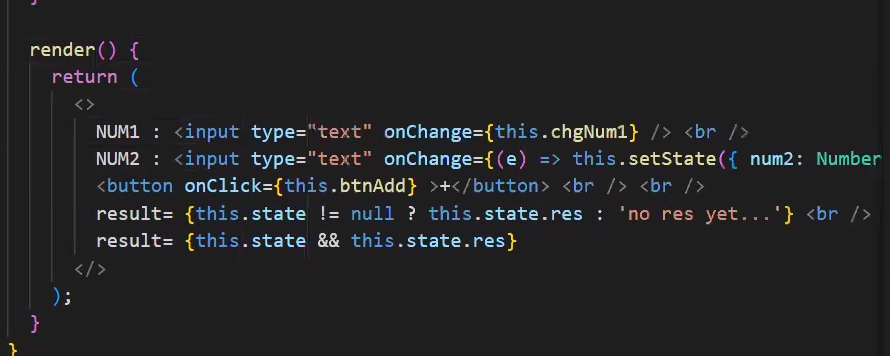 }
render() {
return (
<>
NUM1 : <input type="text" onChange={this.chgNum1} /> <br />
NUM2 : <input type="text" onChange={(e) => this.setState({ num2: Number
<button onClick={this.btnAdd} >+</button> <br /> <br />
result= {this.state != null ? this.state.res : 'no res yet...'} <br />
result= {this.state && this.state.res}
</>
);
}
}